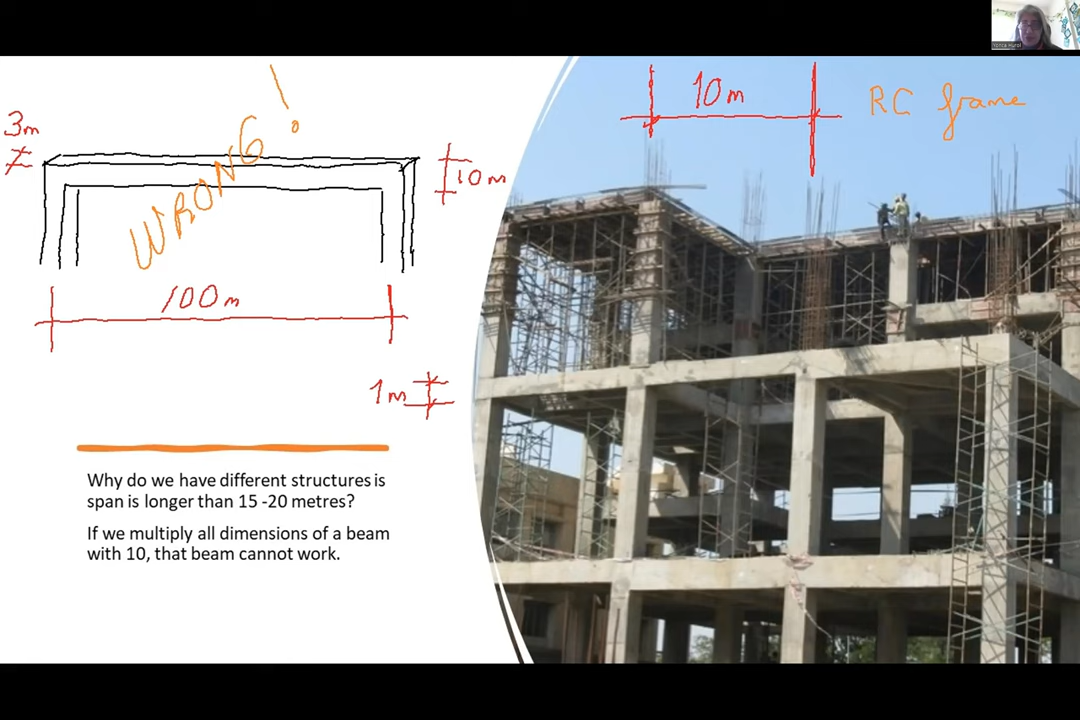 3m
WRONG!
10m
100m
1m
10m
RC frame
Why do we have different structures is
span is longer than 15 -20 metres?
If we multiply all dimensions of a beam
with 10, that beam cannot work.